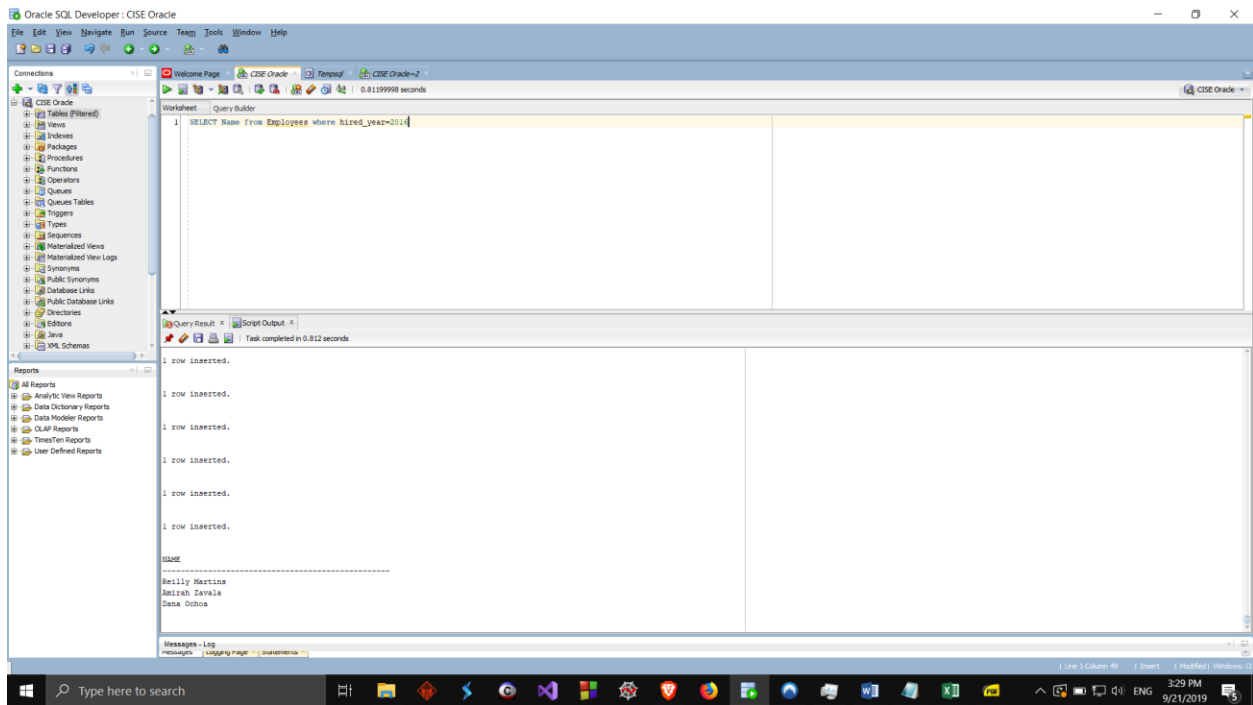 Oracle SQL Developer : CISE Oracle
File Edit View Navigate Run Source Team Tools Window Help
Connections
CISE Oracle
Tables (Filtered)
Views
Indexes
Packages
Procedures
Functions
Operators
Queues
Queues Tables
Triggers
Types
Sequences
Materialized Views
Materialized View Logs
Synonyms
Public Synonyms
Database Links
Public Database Links
Directories
Editions
Java
XML Schemas
Reports
All Reports
Analytic View Reports
Data Dictionary Reports
Data Modeler Reports
OLAP Reports
TimesTen Reports
User Defined Reports
Welcome Page CISE Oracle Tempsql CISE Oracle~2
0.81199998 seconds
CISE Oracle
Worksheet Query Builder
1 SELECT Name from Employees where hired_year=2016
Query Result Script Output
Task completed in 0.812 seconds
1 row inserted.
1 row inserted.
1 row inserted.
1 row inserted.
1 row inserted.
1 row inserted.
NAME
--------------------------------------------------
Reilly Martins
Amirah Zavala
Dana Ochoa
Messages - Log
Messages Logging Page Statements
Line 1 Column 49 Insert Modified Windows: C
Type here to search
ENG
3:29 PM
9/21/2019
5